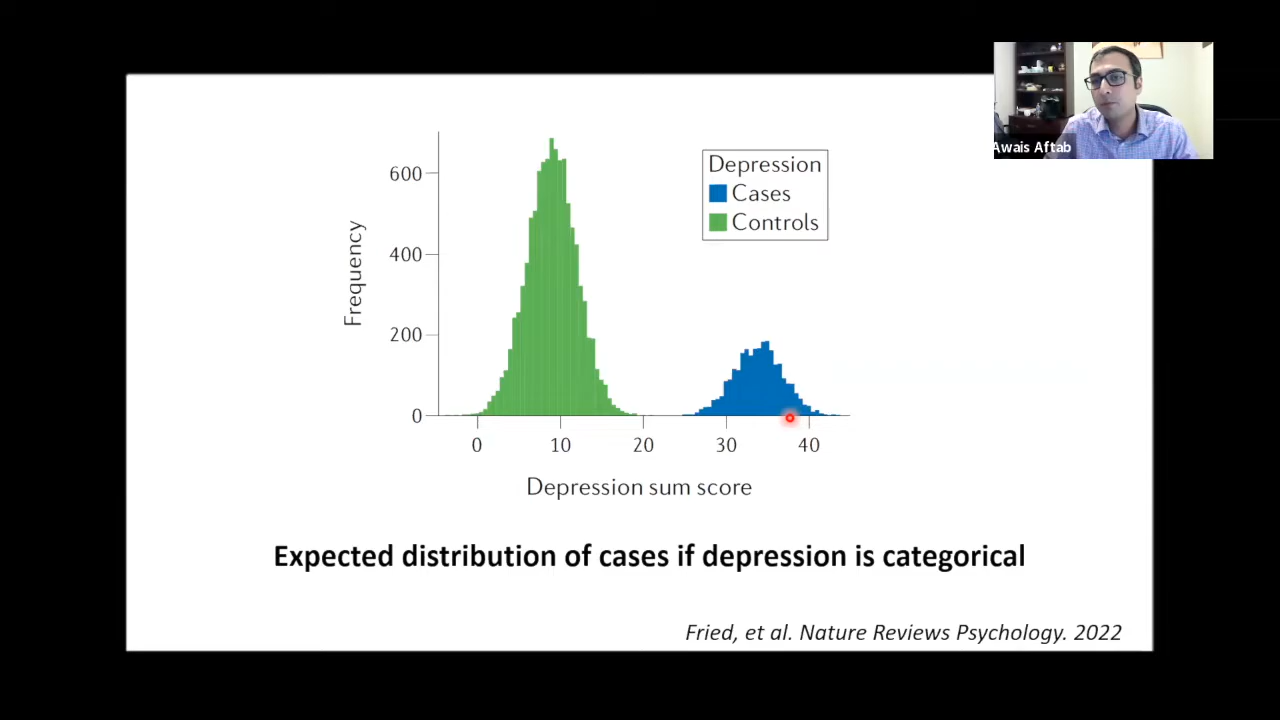 Awais Aftab
Depression
Cases
Controls
Frequency
600
400
200
0
0 10 20 30 40
Depression sum score
Expected distribution of cases if depression is categorical
Fried, et al. Nature Reviews Psychology. 2022